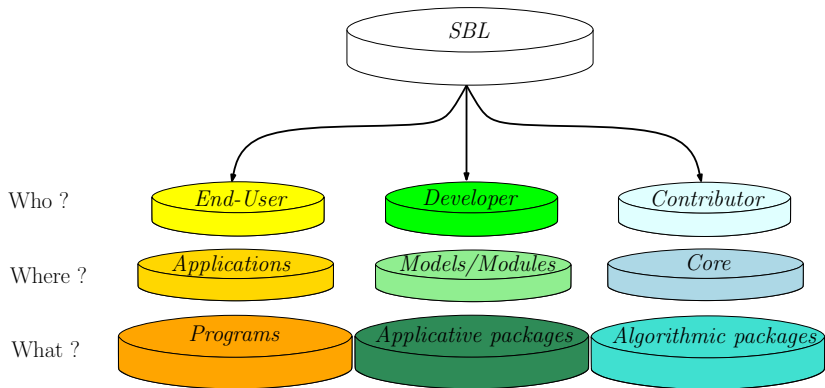 SBL
Who ? End-User Developer Contributor
Where ? Applications Models/Modules Core
What ? Programs Applicative packages Algorithmic packages